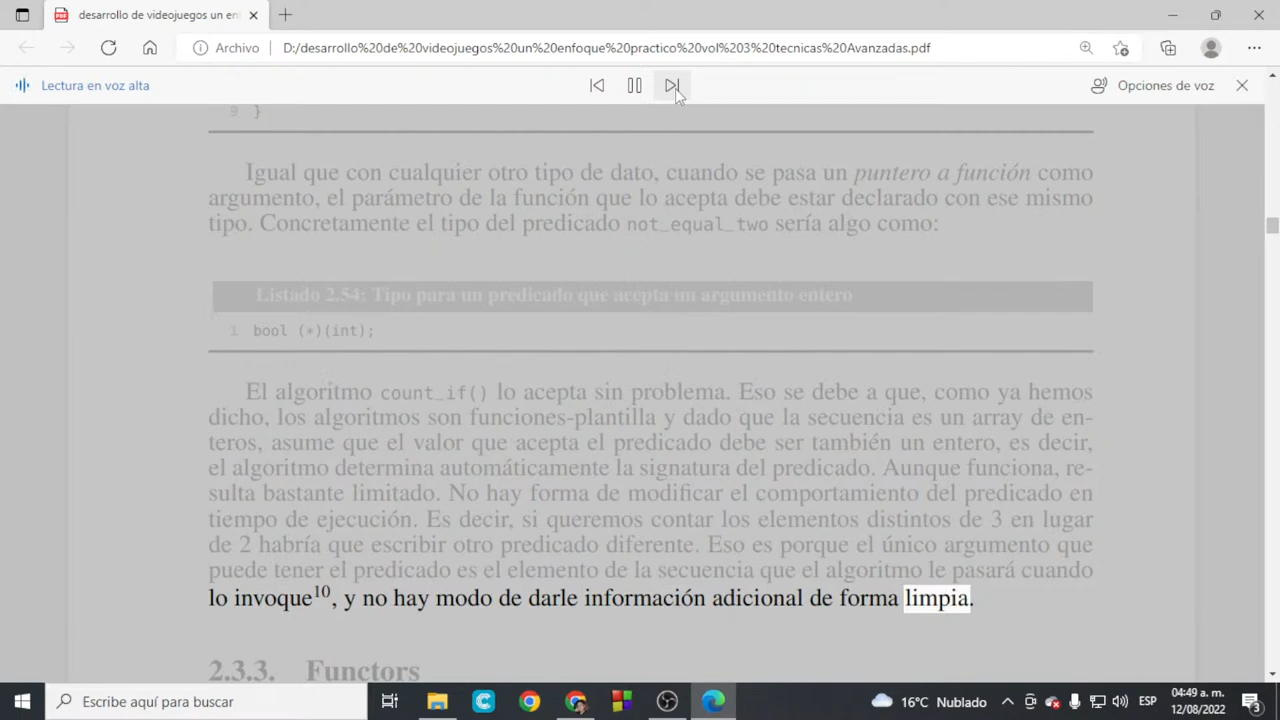 desarrollo de videojuegos un en
Archivo
D:/desarrollo%20de%20videojuegos%20un%20enfoque%20practico%20vol%203%20tecnicas%20Avanzadas.pdf
Lectura en voz alta
Opciones de voz
9 }
Igual que con cualquier otro tipo de dato, cuando se pasa un puntero a función como
argumento, el parámetro de la función que lo acepta debe estar declarado con ese mismo
tipo. Concretamente el tipo del predicado not_equal_two sería algo como:
Listado 2.54: Tipo para un predicado que acepta un argumento entero
1 bool (*)(int);
El algoritmo count_if() lo acepta sin problema. Eso se debe a que, como ya hemos
dicho, los algoritmos son funciones-plantilla y dado que la secuencia es un array de en-
teros, asume que el valor que acepta el predicado debe ser también un entero, es decir,
el algoritmo determina automáticamente la signatura del predicado. Aunque funciona, re-
sulta bastante limitado. No hay forma de modificar el comportamiento del predicado en
tiempo de ejecución. Es decir, si queremos contar los elementos distintos de 3 en lugar
de 2 habría que escribir otro predicado diferente. Eso es porque el único argumento que
puede tener el predicado es el elemento de la secuencia que el algoritmo le pasará cuando
lo invoque10, y no hay modo de darle información adicional de forma limpia.
2.3.3. Functors
Escribe aquí para buscar
16°C Nublado
ESP
04:49 a. m.
12/08/2022
3